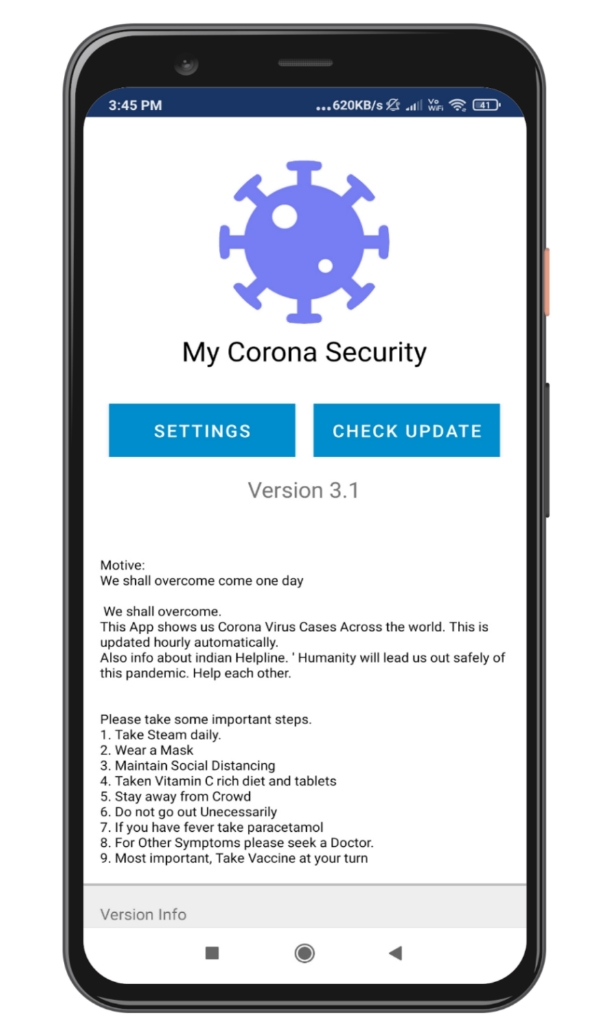 3:45 PM
...620KB/s Vo WiFi 41
My Corona Security
SETTINGS
CHECK UPDATE
Version 3.1
Motive:
We shall overcome come one day
We shall overcome.
This App shows us Corona Virus Cases Across the world. This is
updated hourly automatically.
Also info about indian Helpline. ' Humanity will lead us out safely of
this pandemic. Help each other.
Please take some important steps.
1. Take Steam daily.
2. Wear a Mask
3. Maintain Social Distancing
4. Taken Vitamin C rich diet and tablets
5. Stay away from Crowd
6. Do not go out Unecessarily
7. If you have fever take paracetamol
8. For Other Symptoms please seek a Doctor.
9. Most important, Take Vaccine at your turn
Version Info